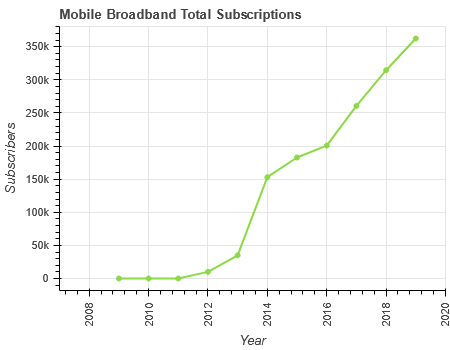 Mobile Broadband Total Subscriptions
350k
300k
250k
200k
150k
100k
50k
0
Subscribers
2008
2010
2012
2014
2016
2018
2020
Year